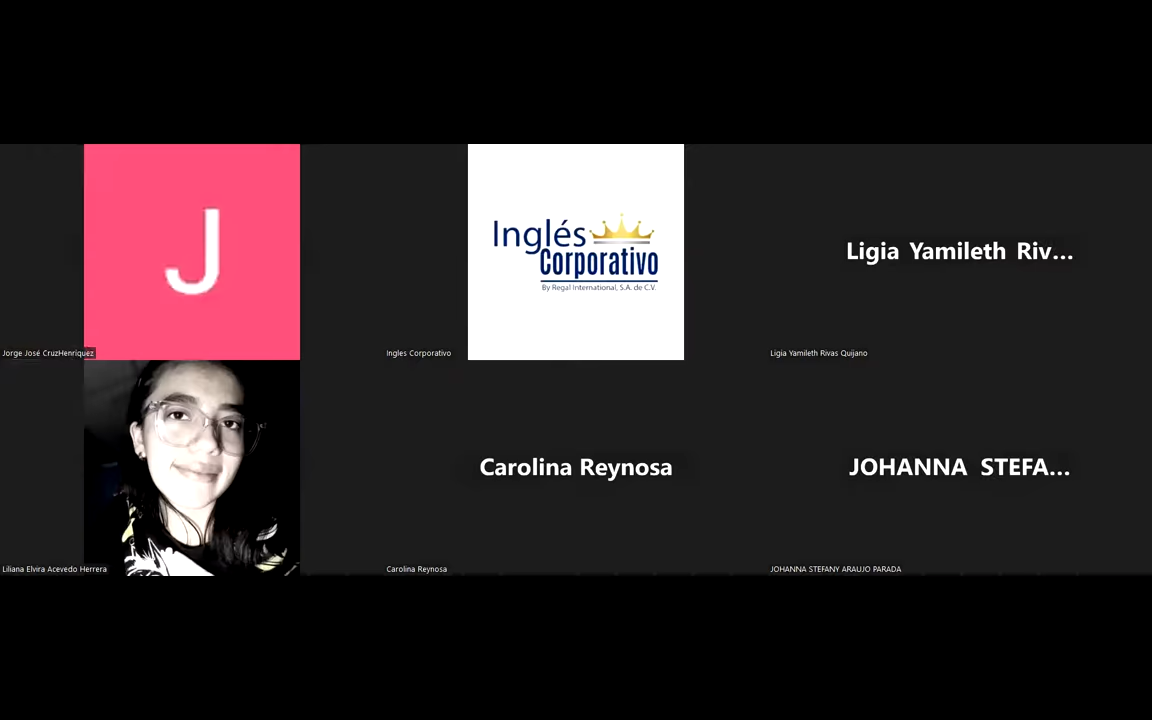 J
Inglés
Corporativo
By Regal International, S.A. de C.V.
Ligia Yamileth Riv...
Jorge José CruzHenriquez
Ingles Corporativo
Ligia Yamileth Rivas Quijano
Carolina Reynosa
JOHANNA STEFA...
Liliana Elvira Acevedo Herrera
Carolina Reynosa
JOHANNA STEFANY ARAUJO PARADA